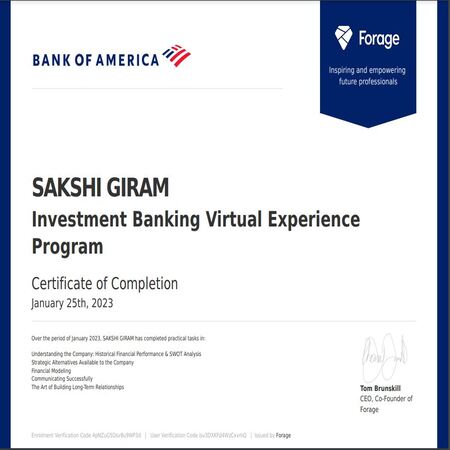 BANK OF AMERICA
Forage
Inspiring and empowering
future professionals
SAKSHI GIRAM
Investment Banking Virtual Experience
Program
Certificate of Completion
January 25th, 2023
Over the period of January 2023, SAKSHI GIRAM has completed practical tasks in:
Understanding the Company: Historical Financial Performance & SWOT Analysis
Strategic Alternatives Available to the Company
Financial Modeling
Communicating Successfully
The Art of Building Long-Term Relationships
Tom Brunskill
CEO, Co-Founder of
Forage
Enrolment Verification Code | User Verification Code | Issued by Forage